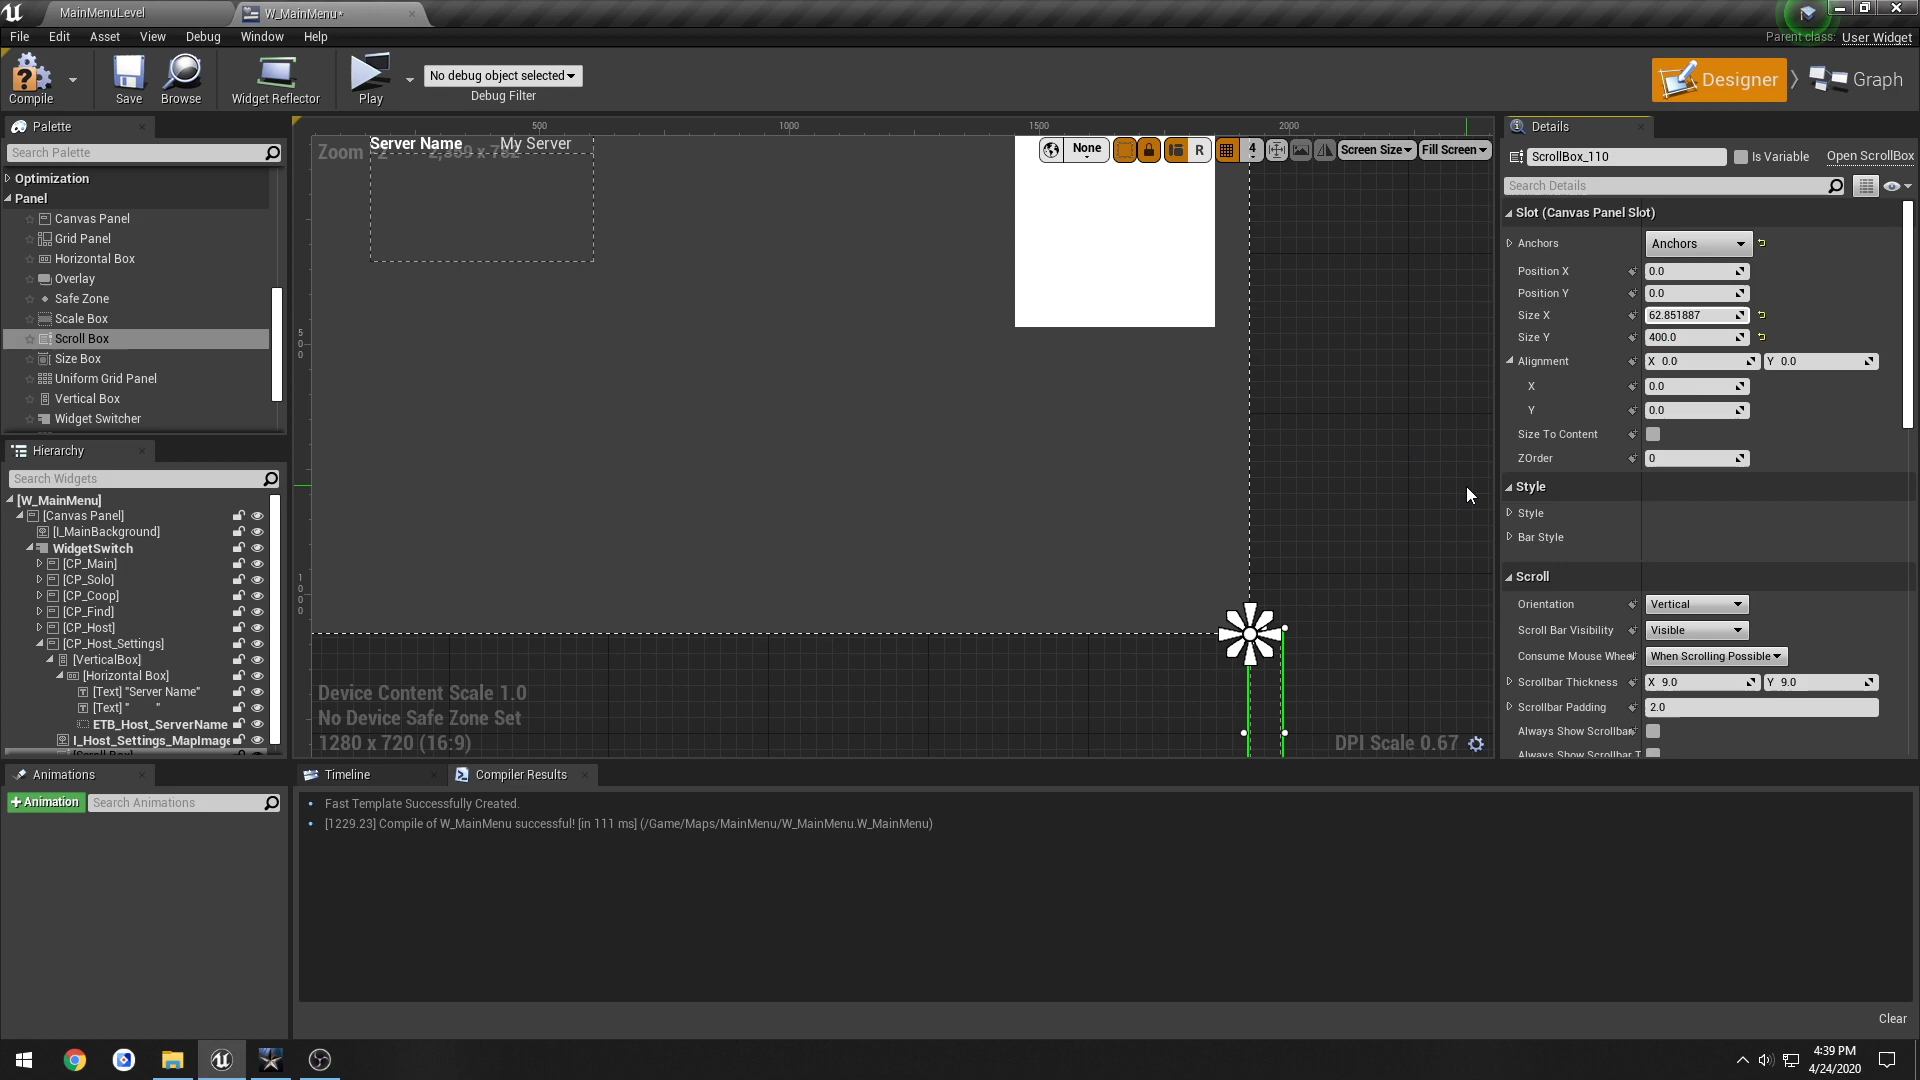 MainMenuLevel
W_MainMenu*
File Edit Asset View Debug Window Help
Parent class: User Widget
Compile
Save
Browse
Widget Reflector
Play
No debug object selected
Debug Filter
Designer
Graph
Palette
Search Palette
Optimization
Panel
Canvas Panel
Grid Panel
Horizontal Box
Overlay
Safe Zone
Scale Box
Scroll Box
Size Box
Uniform Grid Panel
Vertical Box
Widget Switcher
Hierarchy
Search Widgets
[W_MainMenu]
[Canvas Panel]
[I_MainBackground]
WidgetSwitch
[CP_Main]
[CP_Solo]
[CP_Coop]
[CP_Find]
[CP_Host]
[CP_Host_Settings]
[VerticalBox]
[Horizontal Box]
[Text] "Server Name"
[Text] " "
ETB_Host_ServerName
I_Host_Settings_MapImage
[Scroll Box]
Animations
+Animation
Search Animations
500 1000 1500 2000
Zoom
Server Name My Server
None
R
4
Screen Size
Fill Screen
500
1000
Device Content Scale 1.0
No Device Safe Zone Set
1280 x 720 (16:9)
DPI Scale 0.67
Timeline
Compiler Results
Fast Template Successfully Created.
[1229.23] Compile of W_MainMenu successful! [in 111 ms] (/Game/Maps/MainMenu/W_MainMenu.W_MainMenu)
Clear
Details
ScrollBox_110
Is Variable
Open ScrollBox
Search Details
Slot (Canvas Panel Slot)
Anchors Anchors
Position X 0.0
Position Y 0.0
Size X 62.851887
Size Y 400.0
Alignment X 0.0 Y 0.0
X 0.0
Y 0.0
Size To Content
ZOrder 0
Style
Style
Bar Style
Scroll
Orientation Vertical
Scroll Bar Visibility Visible
Consume Mouse Wheel When Scrolling Possible
Scrollbar Thickness X 9.0 Y 9.0
Scrollbar Padding 2.0
Always Show Scrollbar
Always Show Scrollbar T
4:39 PM
4/24/2020